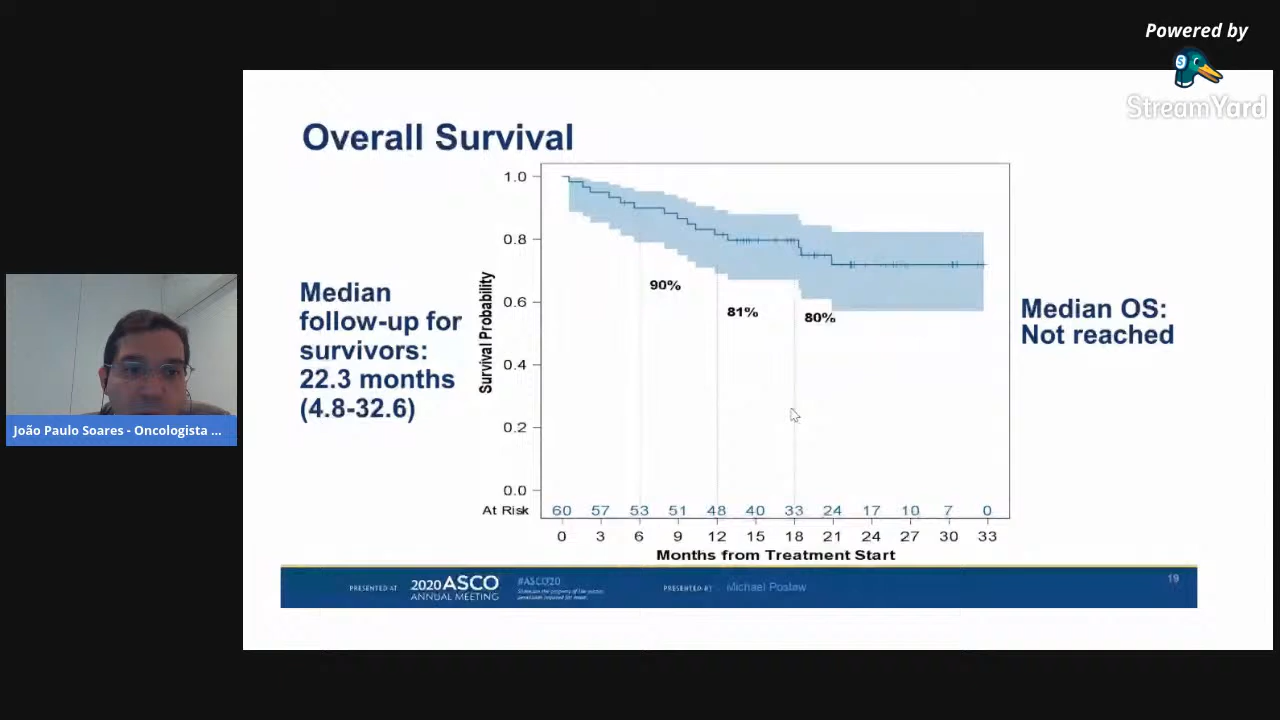 Powered by
StreamYard
Overall Survival
Median
follow-up for
survivors:
22.3 months
(4.8-32.6)
Survival Probability
1.0
0.8
0.6
0.4
0.2
0.0
90%
81%
80%
Median OS:
Not reached
At Risk 60 57 53 51 48 40 33 24 17 10 7 0
0 3 6 9 12 15 18 21 24 27 30 33
Months from Treatment Start
PRESENTED AT
2020 ASCO
ANNUAL MEETING
#ASCO20
PRESENTED BY Michael Postow
19
João Paulo Soares - Oncologista ...